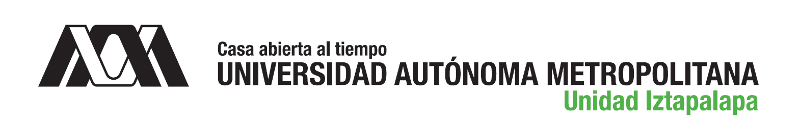 Casa abierta al tiempo
UNIVERSIDAD AUTÓNOMA METROPOLITANA
Unidad Iztapalapa